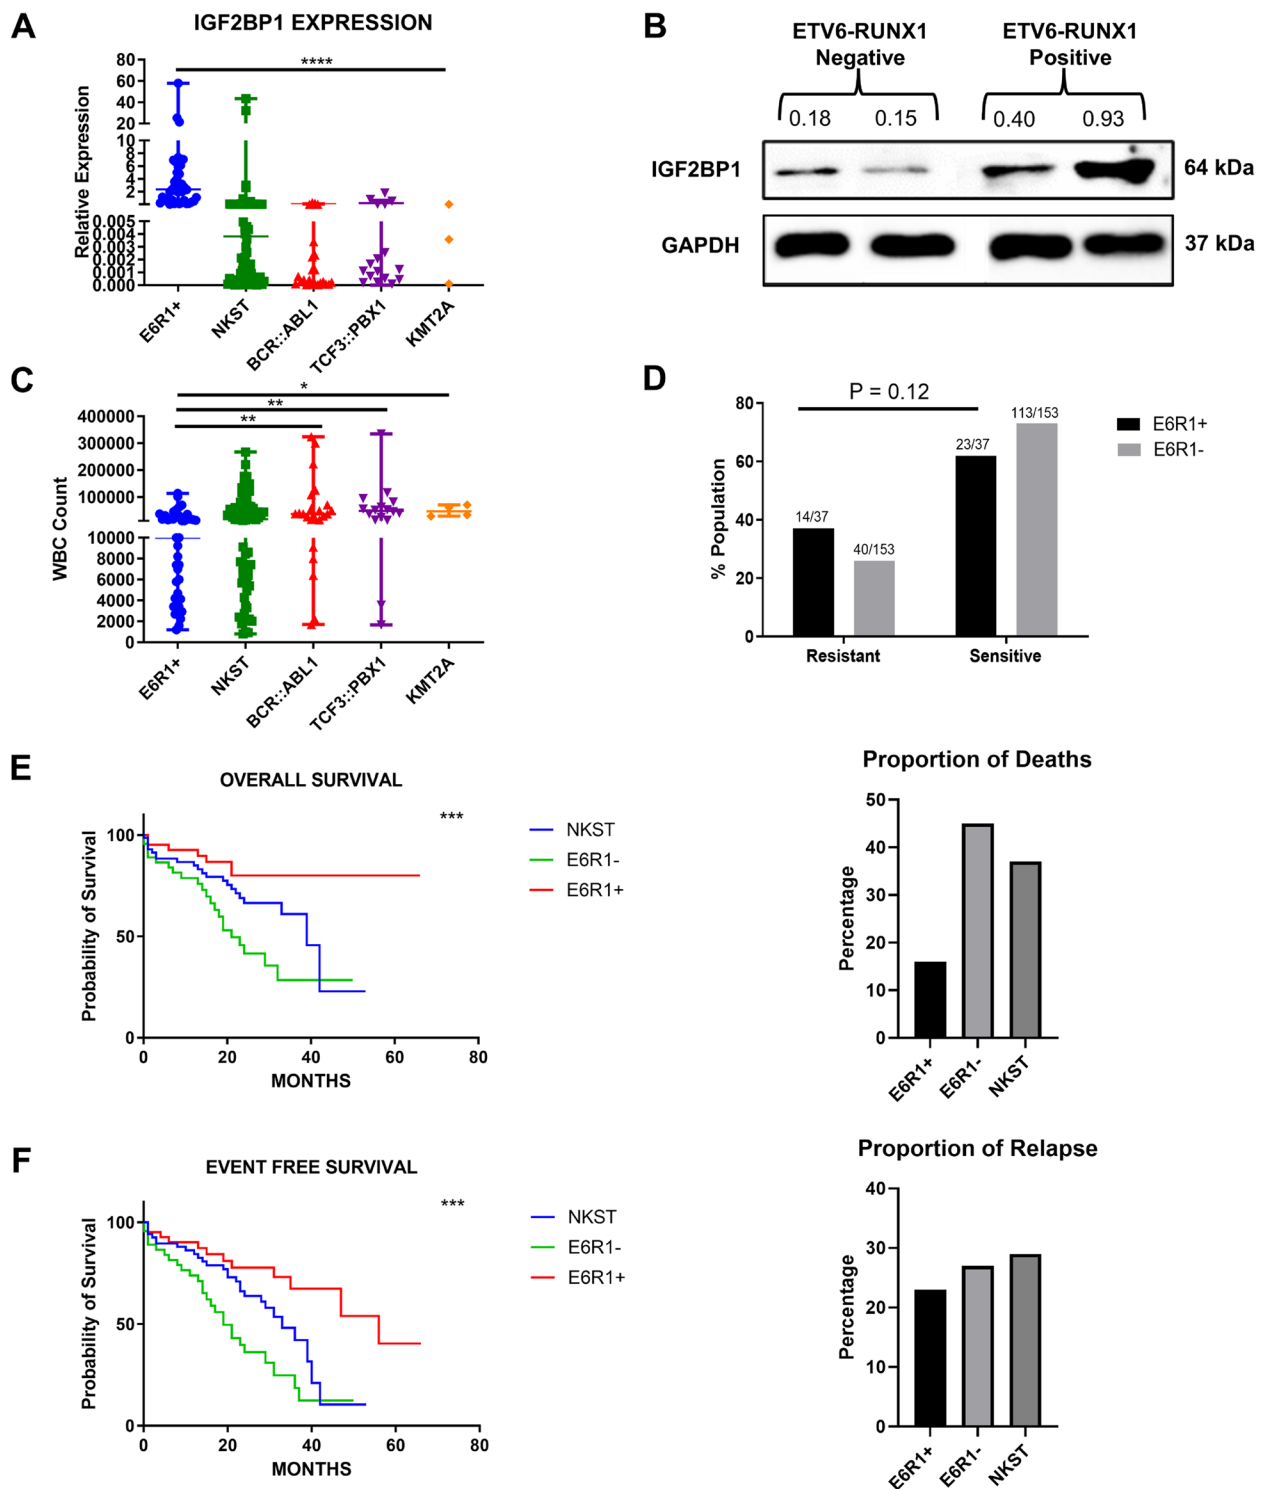 A
IGF2BP1 EXPRESSION
Relative Expression
80
60
40
20
10
8
6
4
2
0.005
0.004
0.003
0.002
0.001
0.000
****
E6R1+
NKST
BCR::ABL1
TCF3::PBX1
KMT2A
B
ETV6-RUNX1
Negative
ETV6-RUNX1
Positive
0.18
0.15
0.40
0.93
IGF2BP1
64 kDa
GAPDH
37 kDa
C
*
**
**
WBC Count
400000
300000
200000
100000
10000
8000
6000
4000
2000
0
E6R1+
NKST
BCR::ABL1
TCF3::PBX1
KMT2A
D
P = 0.12
% Population
80
60
40
20
0
14/37
40/153
23/37
113/153
Resistant
Sensitive
E6R1+
E6R1-
E
OVERALL SURVIVAL
***
Probability of Survival
100
50
0
0
20
40
60
80
MONTHS
NKST
E6R1-
E6R1+
Proportion of Deaths
Percentage
50
40
30
20
10
0
E6R1+
E6R1-
NKST
F
EVENT FREE SURVIVAL
***
Probability of Survival
100
50
0
0
20
40
60
80
MONTHS
NKST
E6R1-
E6R1+
Proportion of Relapse
Percentage
40
30
20
10
0
E6R1+
E6R1-
NKST